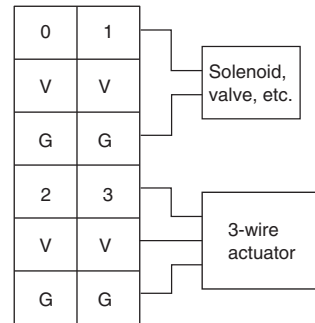 0 1
Solenoid,
valve, etc.
V V
G G
2 3
3-wire
actuator
V V
G G